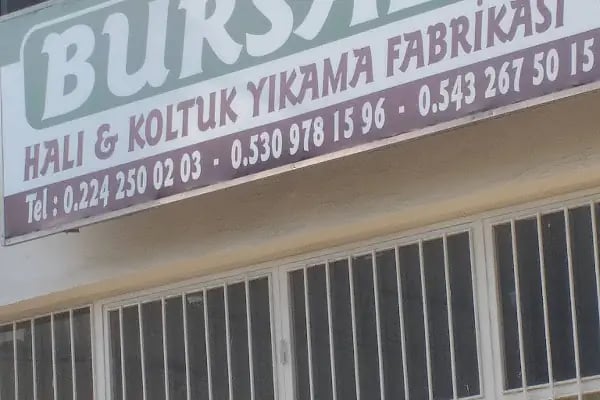 HALI & KOLTUK YIKAMA FABRİKASI
Tel : 0.224 250 02 03 - 0.530 978 15 96 - 0.543 267 50 15